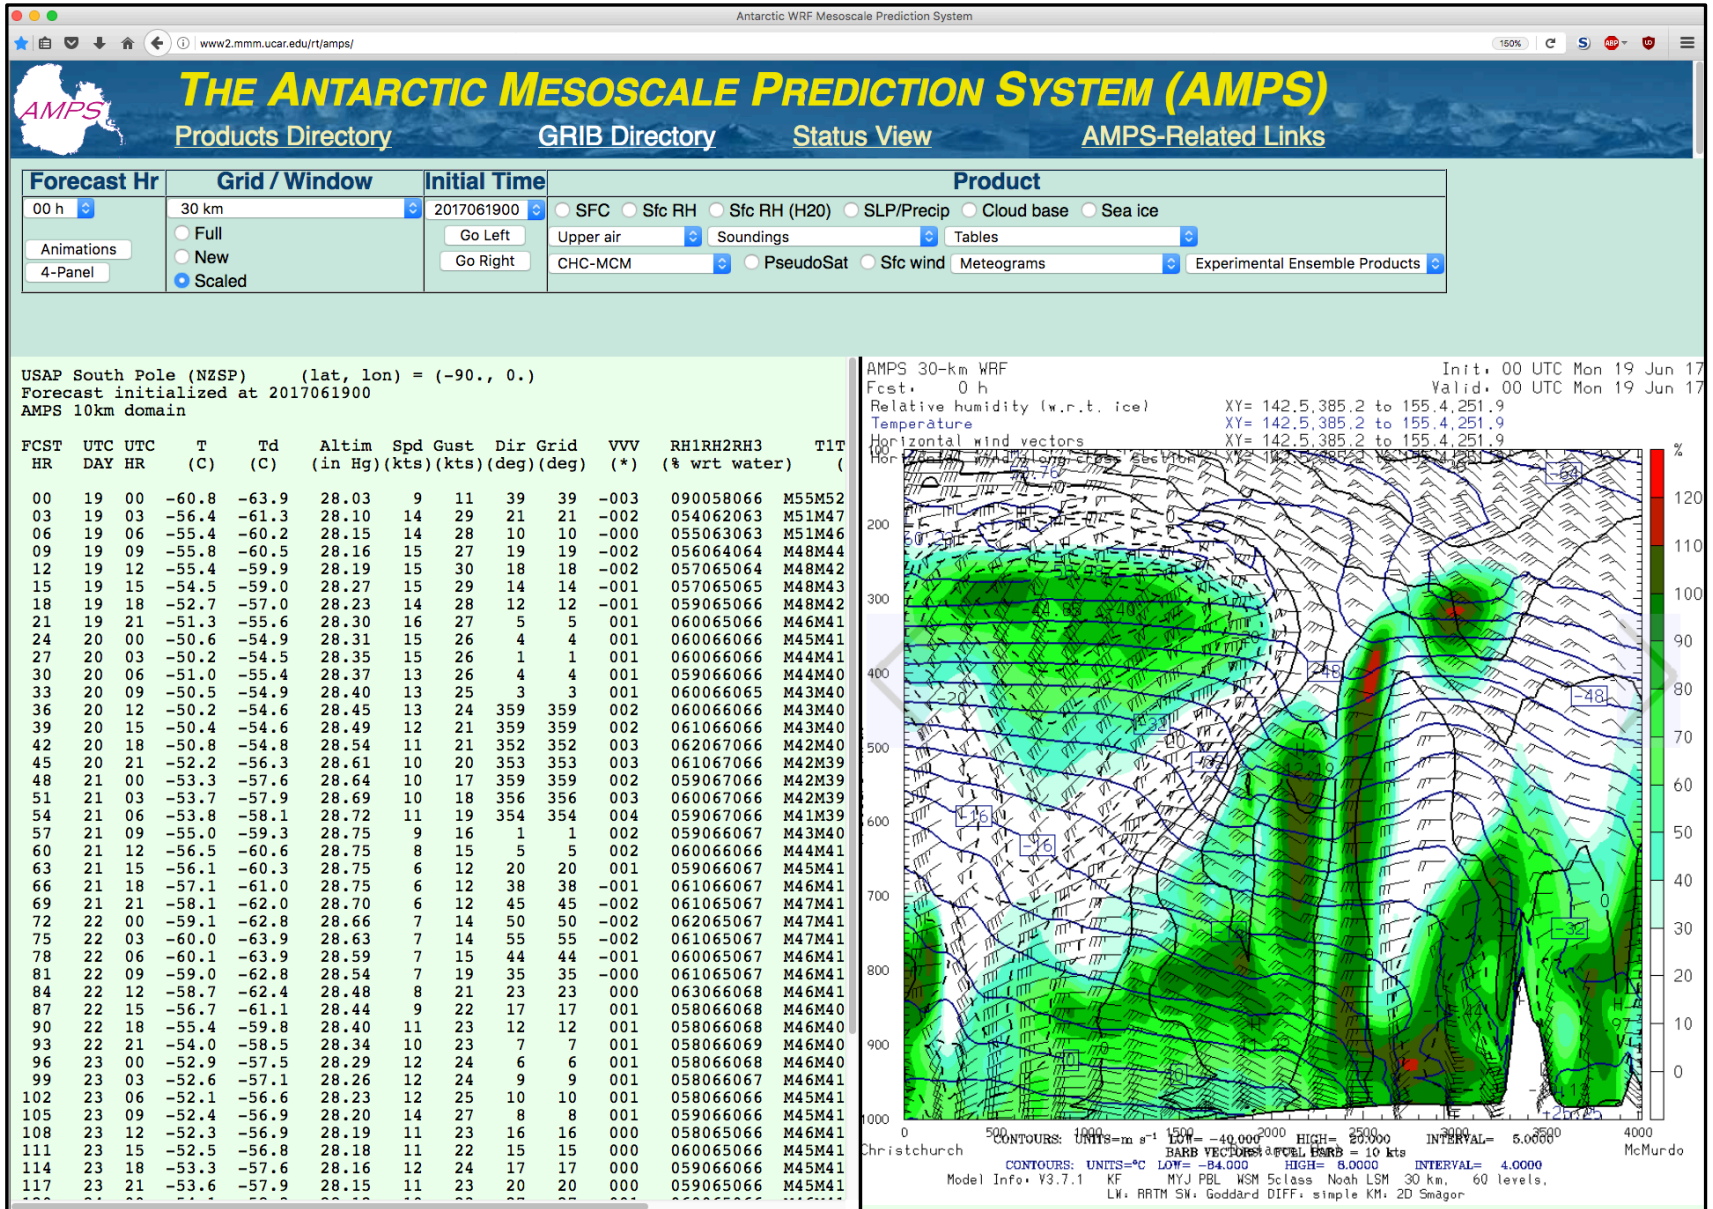 Antarctic WRF Mesoscale Prediction System
www2.mmm.ucar.edu/rt/amps/
150%
AMPS
THE ANTARCTIC MESOSCALE PREDICTION SYSTEM (AMPS)
Products Directory GRIB Directory Status View AMPS-Related Links
Forecast Hr Grid / Window Initial Time Product
00 h 30 km 2017061900 SFC Sfc RH Sfc RH (H20) SLP/Precip Cloud base Sea ice
Full Go Left Upper air Soundings Tables
Animations New Go Right CHC-MCM PseudoSat Sfc wind Meteograms Experimental Ensemble Products
4-Panel Scaled
USAP South Pole (NZSP) (lat, lon) = (-90., 0.)
Forecast initialized at 2017061900
AMPS 10km domain
FCST UTC UTC T Td Altim Spd Gust Dir Grid VVV RH1RH2RH3 T1T
HR DAY HR (C) (C) (in Hg)(kts)(kts)(deg)(deg) (*) (% wrt water) (
00 19 00 -60.8 -63.9 28.03 9 11 39 39 -003 090058066 M55M52
03 19 03 -56.4 -61.3 28.10 14 29 21 21 -002 054062063 M51M47
06 19 06 -55.4 -60.2 28.15 14 28 10 10 -000 055063063 M51M46
09 19 09 -55.8 -60.5 28.16 15 27 19 19 -002 056064064 M48M44
12 19 12 -55.4 -59.9 28.19 15 30 18 18 -002 057065064 M48M42
15 19 15 -54.5 -59.0 28.27 15 29 14 14 -001 057065065 M48M43
18 19 18 -52.7 -57.0 28.23 14 28 12 12 -001 059065066 M48M42
21 19 21 -51.3 -55.6 28.30 16 27 5 5 001 060065066 M46M41
24 20 00 -50.6 -54.9 28.31 15 26 4 4 001 060066066 M45M41
27 20 03 -50.2 -54.5 28.35 15 26 1 1 001 060066066 M44M41
30 20 06 -51.0 -55.4 28.37 13 26 4 4 001 059066066 M44M40
33 20 09 -50.5 -54.9 28.40 13 25 3 3 001 060066065 M43M40
36 20 12 -50.2 -54.6 28.45 13 24 359 359 002 060066066 M43M40
39 20 15 -50.4 -54.6 28.49 12 21 359 359 002 061066066 M43M40
42 20 18 -50.8 -54.8 28.54 11 21 352 352 003 062067066 M42M40
45 20 21 -52.2 -56.3 28.61 10 20 353 353 003 061067066 M42M39
48 21 00 -53.3 -57.6 28.64 10 17 359 359 002 059067066 M42M39
51 21 03 -53.7 -57.9 28.69 10 18 356 356 003 060067066 M42M39
54 21 06 -53.8 -58.1 28.72 11 19 354 354 004 059067066 M41M39
57 21 09 -55.0 -59.3 28.75 9 16 1 1 002 059066067 M43M40
60 21 12 -56.5 -60.6 28.75 8 15 5 5 002 060066066 M44M41
63 21 15 -56.1 -60.3 28.75 6 12 20 20 001 059066067 M45M41
66 21 18 -57.1 -61.0 28.75 6 12 38 38 -001 061066067 M46M41
69 21 21 -58.1 -62.0 28.70 6 12 45 45 -002 061065067 M47M41
72 22 00 -59.1 -62.8 28.66 7 14 50 50 -002 062065067 M47M41
75 22 03 -60.0 -63.9 28.63 7 14 55 55 -002 061065067 M47M41
78 22 06 -60.1 -63.9 28.59 7 15 44 44 -001 060065067 M46M41
81 22 09 -59.0 -62.8 28.54 7 19 35 35 -000 061065067 M46M41
84 22 12 -58.7 -62.4 28.48 8 21 23 23 000 063066068 M46M41
87 22 15 -56.7 -61.1 28.44 9 22 17 17 001 058066068 M46M40
90 22 18 -55.4 -59.8 28.40 11 23 12 12 001 058066068 M46M40
93 22 21 -54.0 -58.5 28.34 10 23 7 7 001 058066069 M46M40
96 23 00 -52.9 -57.5 28.29 12 24 6 6 001 058066068 M46M40
99 23 03 -52.6 -57.1 28.26 12 24 9 9 001 058066067 M46M41
102 23 06 -52.1 -56.6 28.23 12 25 10 10 001 058066066 M45M41
105 23 09 -52.4 -56.9 28.20 14 27 8 8 001 059066066 M45M41
108 23 12 -52.3 -56.9 28.19 11 23 16 16 000 058065066 M46M41
111 23 15 -52.5 -56.8 28.18 11 22 15 15 000 060066066 M45M41
114 23 18 -53.3 -57.6 28.16 12 24 17 17 000 059066066 M45M41
117 23 21 -53.6 -57.9 28.15 11 23 20 20 000 059066066 M45M41
AMPS 30-km WRF Init: 00 UTC Mon 19 Jun 17
Fcst: 0 h Valid: 00 UTC Mon 19 Jun 17
Relative humidity (w.r.t. ice) XY= 142.5,385.2 to 155.4,251.9
Temperature XY= 142.5,385.2 to 155.4,251.9
Horizontal wind vectors XY= 142.5,385.2 to 155.4,251.9
%
100
200
300
400
500
600
700
800
900
1000
120
110
100
90
80
70
60
50
40
30
20
10
0
-64
-48
-48
-32
-16
-16
-32
0 500 1000 2000 2500 3000 3500 4000
Christchurch McMurdo
CONTOURS: UNITS=m s⁻¹ LOW= -40.000 HIGH= 20.000 INTERVAL= 5.0000
BARB VECTORS: FULL BARB = 10 kts
CONTOURS: UNITS=°C LOW= -84.000 HIGH= 8.0000 INTERVAL= 4.0000
Model Info: V3.7.1 KF MYJ PBL WSM 5class Noah LSM 30 km, 60 levels,
LW: RRTM SW: Goddard DIFF: simple KM: 2D Smagor